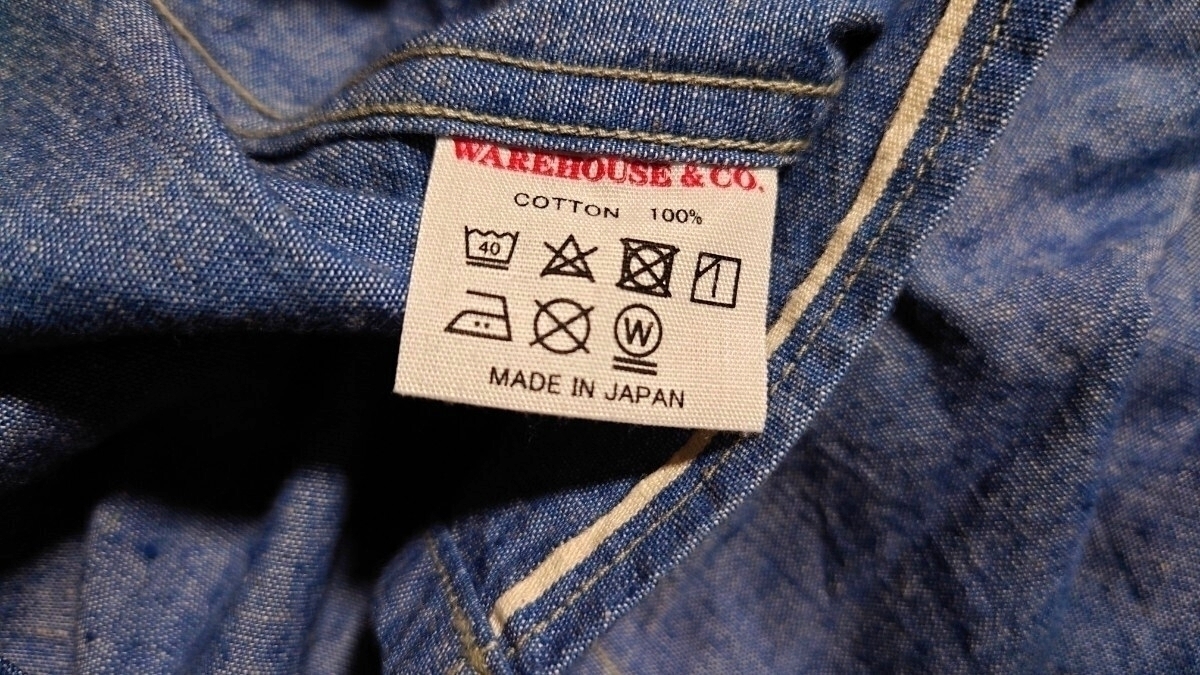 WAREHOUSE & CO.
COTTON 100%
40
W
MADE IN JAPAN